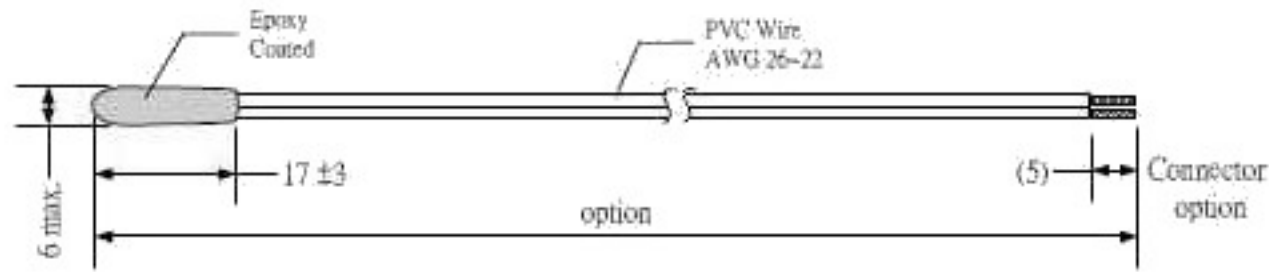 Epoxy
Coated
PVC Wire
AWG 26~22
6 max.
17 ±3
(5)
Connector
option
option